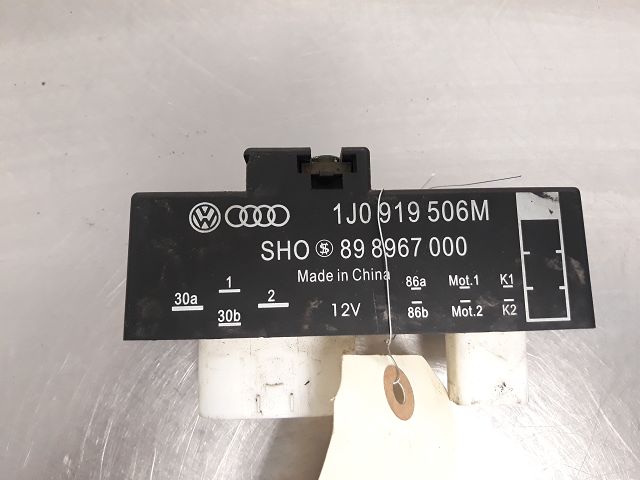 1J0 919 506M
SHO 89 8967 000
Made in China
30a 1 2 86a Mot.1 K1
30b 12V 86b Mot.2 K2